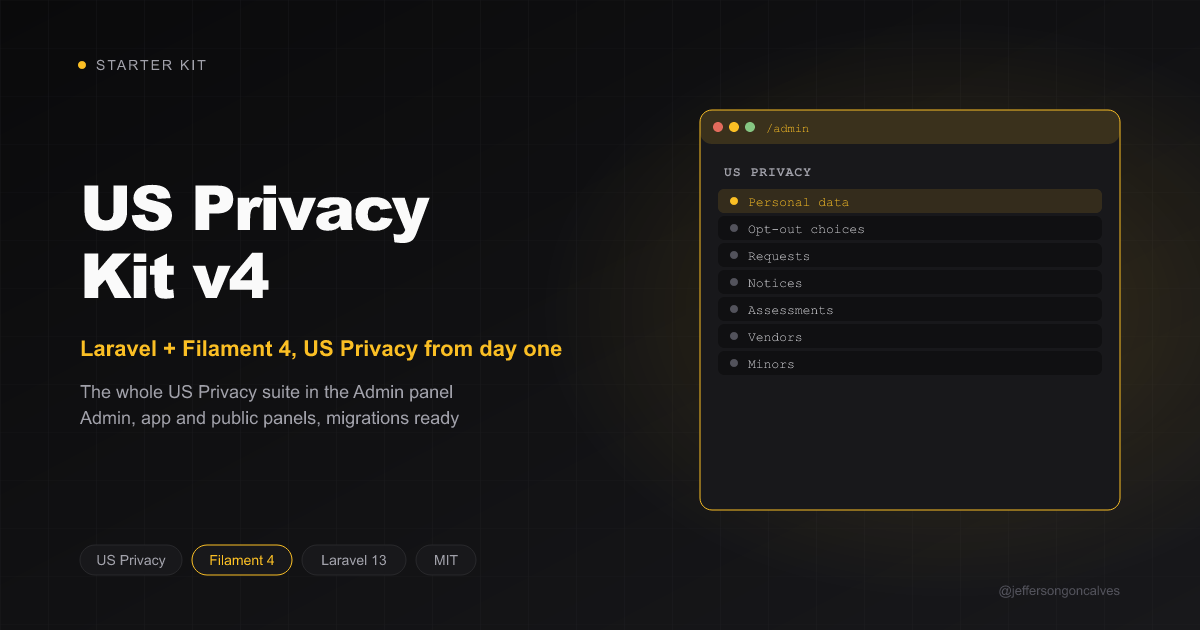 STARTER KIT
US Privacy
Kit v4
Laravel + Filament 4, US Privacy from day one
The whole US Privacy suite in the Admin panel
Admin, app and public panels, migrations ready
US Privacy
Filament 4
Laravel 13
MIT
/admin
US PRIVACY
Personal data
Opt-out choices
Requests
Notices
Assessments
Vendors
Minors
@jeffersongoncalves